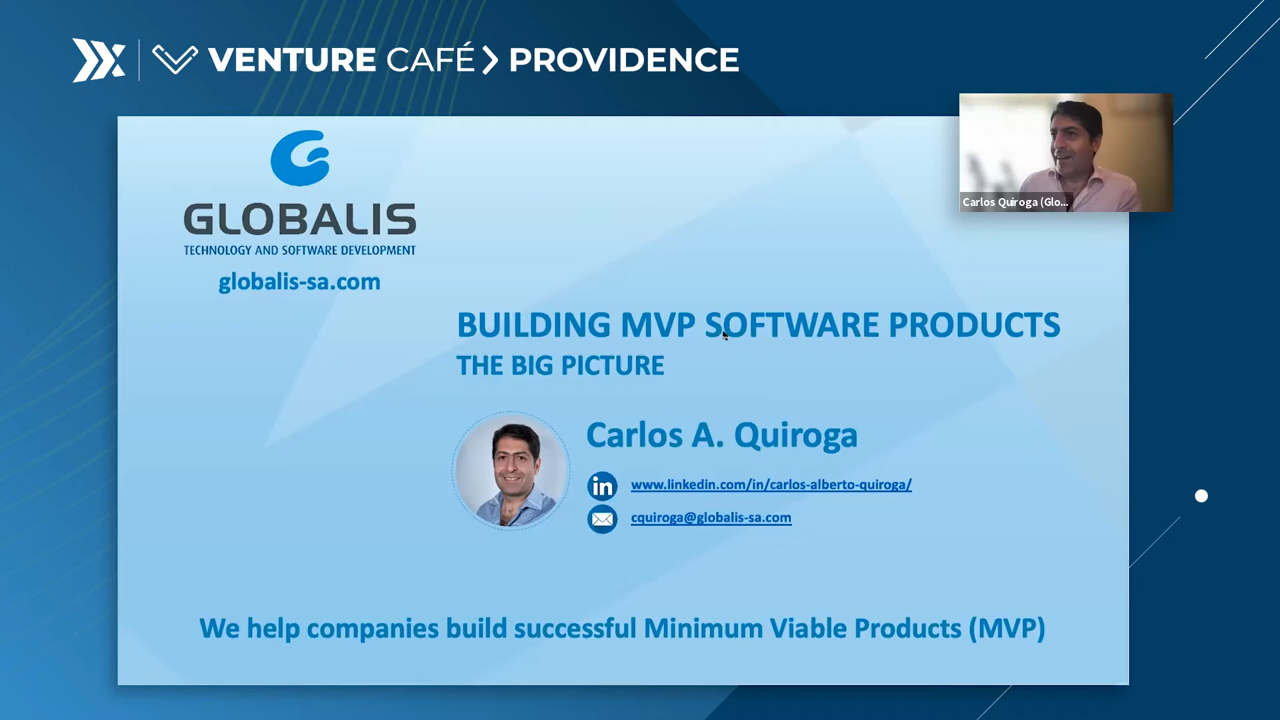 VENTURE CAFÉ > PROVIDENCE
Carlos Quiroga (Glo...
GLOBALIS
TECHNOLOGY AND SOFTWARE DEVELOPMENT
globalis-sa.com
BUILDING MVP SOFTWARE PRODUCTS
THE BIG PICTURE
Carlos A. Quiroga
in www.linkedin.com/in/carlos-alberto-quiroga/
cquiroga@globalis-sa.com
We help companies build successful Minimum Viable Products (MVP)